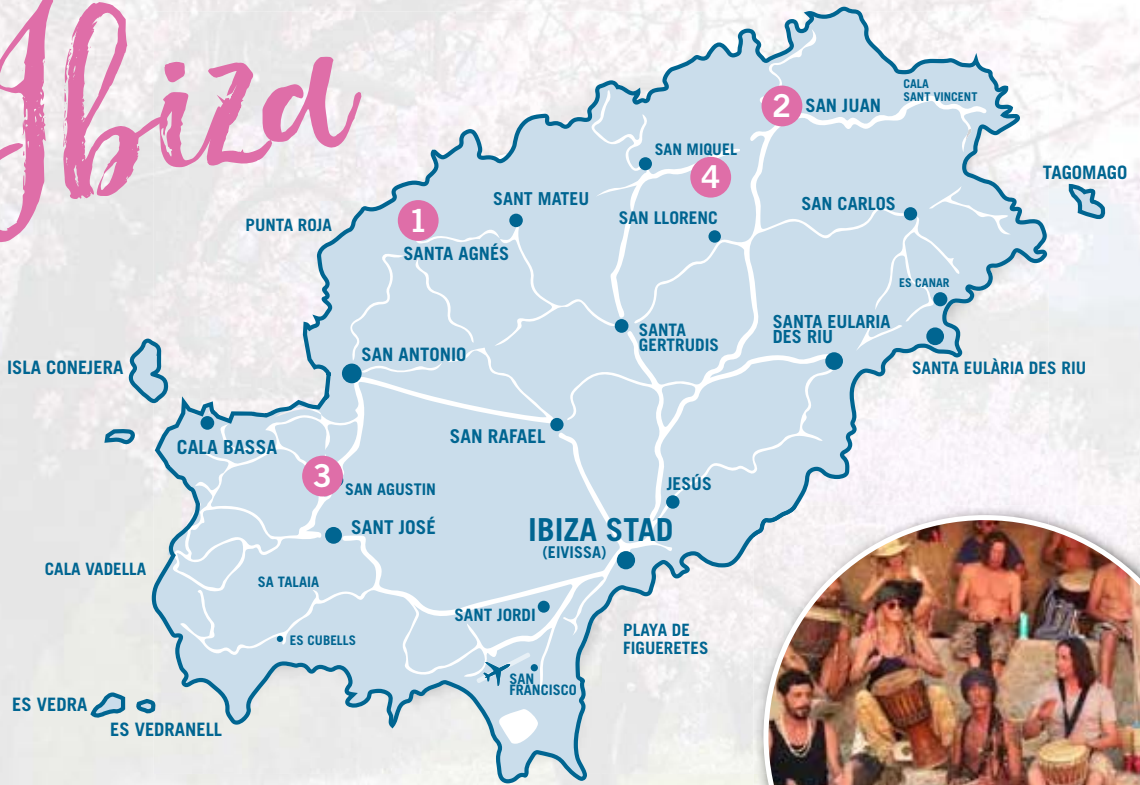 Ibiza
2
SAN JUAN
CALA
SANT VINCENT
SAN MIQUEL
4
TAGOMAGO
1
SANT MATEU
SAN LLORENC
SAN CARLOS
PUNTA ROJA
SANTA AGNÉS
ES CANAR
SANTA
GERTRUDIS
SANTA EULARIA
DES RIU
SAN ANTONIO
ISLA CONEJERA
SANTA EULÀRIA DES RIU
CALA BASSA
SAN RAFAEL
3
SAN AGUSTIN
JESÚS
SANT JOSÉ
IBIZA STAD
(EIVISSA)
CALA VADELLA
SA TALAIA
SANT JORDI
ES CUBELLS
PLAYA DE
FIGUERETES
SAN
FRANCISCO
ES VEDRA
ES VEDRANELL